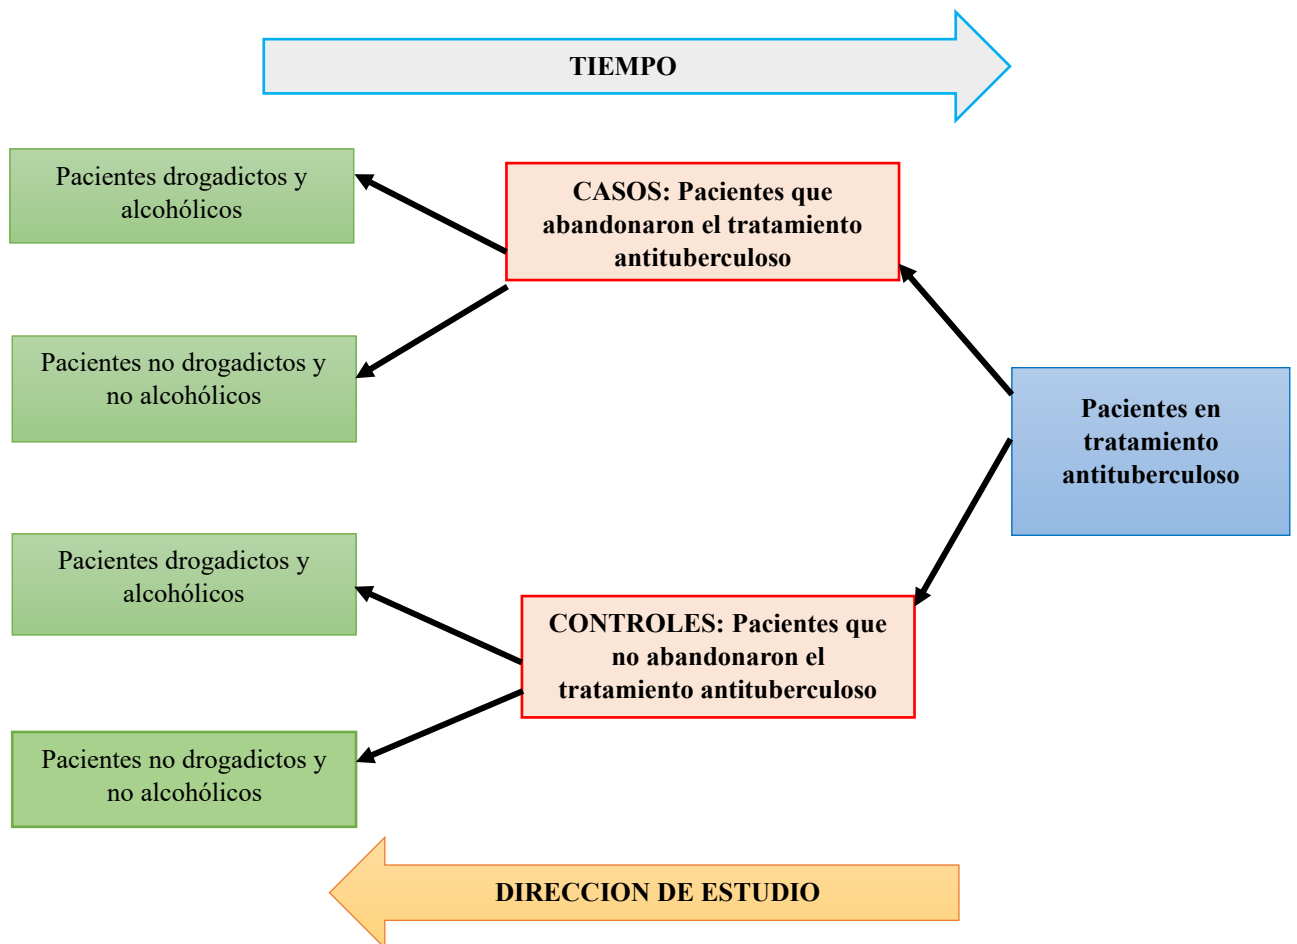 TIEMPO
Pacientes drogadictos y
alcohólicos
CASOS: Pacientes que
abandonaron el tratamiento
antituberculoso
Pacientes no drogadictos y
no alcohólicos
Pacientes en
tratamiento
antituberculoso
Pacientes drogadictos y
alcohólicos
CONTROLES: Pacientes que
no abandonaron el
tratamiento antituberculoso
Pacientes no drogadictos y
no alcohólicos
DIRECCION DE ESTUDIO